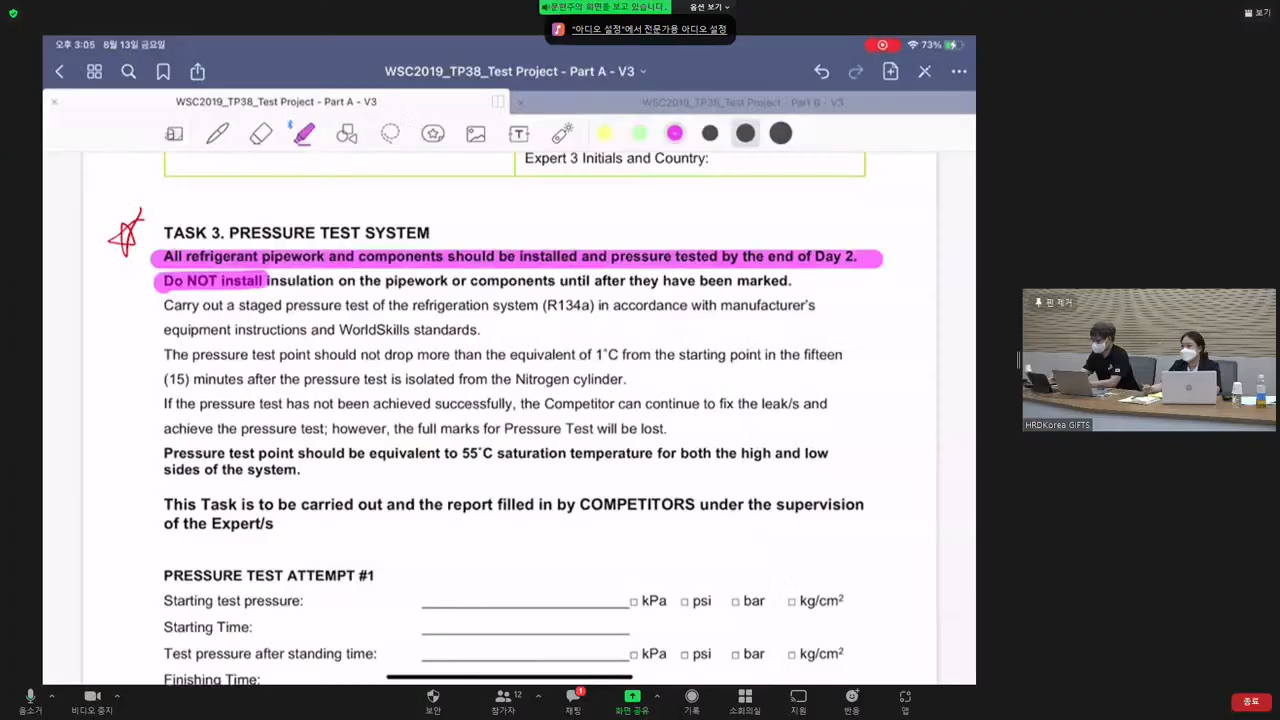 문현주의 화면을 보고 있습니다.
옵션 보기
보기
"아디오 설정"에서 전문가용 아디오 설정
오후 3:05 8월 13일 금요일
73%
WSC2019_TP38_Test Project - Part A - V3
WSC2019_TP38_Test Project - Part A - V3
WSC2019_TP38_Test Project - Part B - V3
Expert 3 Initials and Country:
TASK 3. PRESSURE TEST SYSTEM
All refrigerant pipework and components should be installed and pressure tested by the end of Day 2.
Do NOT install insulation on the pipework or components until after they have been marked.
Carry out a staged pressure test of the refrigeration system (R134a) in accordance with manufacturer's
equipment instructions and WorldSkills standards.
The pressure test point should not drop more than the equivalent of 1˚C from the starting point in the fifteen
(15) minutes after the pressure test is isolated from the Nitrogen cylinder.
If the pressure test has not been achieved successfully, the Competitor can continue to fix the leak/s and
achieve the pressure test; however, the full marks for Pressure Test will be lost.
Pressure test point should be equivalent to 55˚C saturation temperature for both the high and low
sides of the system.
This Task is to be carried out and the report filled in by COMPETITORS under the supervision
of the Expert/s
PRESSURE TEST ATTEMPT #1
Starting test pressure: kPa psi bar kg/cm²
Starting Time:
Test pressure after standing time: kPa psi bar kg/cm²
Finishing Time:
핀 제거
HRDKorea GIFTS
음소거
비디오 중지
보안
12
참가자
1
채팅
화면 공유
기록
소회의실
지원
반응
앱
종료